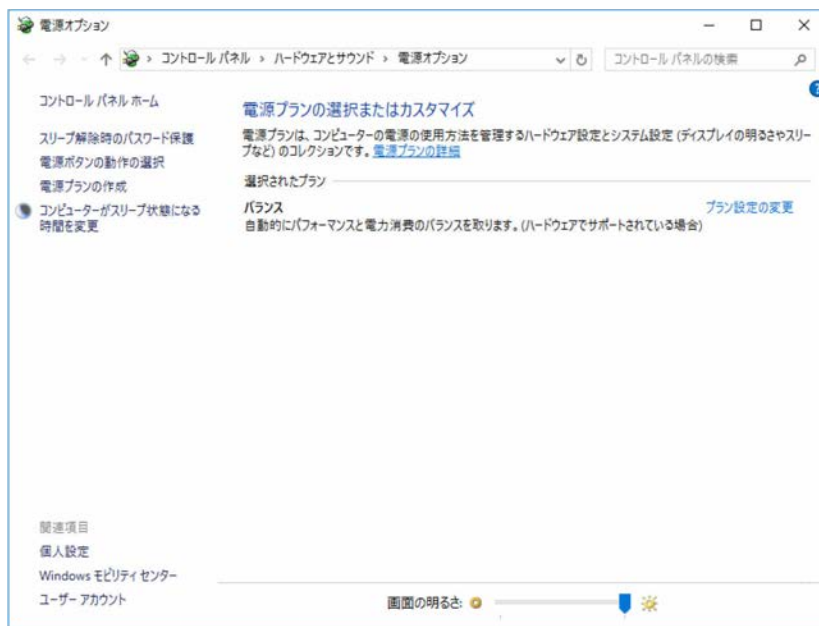 電源オプション
コントロール パネル › ハードウェアとサウンド › 電源オプション
コントロール パネルの検索
コントロール パネル ホーム
スリープ解除時のパスワード保護
電源ボタンの動作の選択
電源プランの作成
コンピューターがスリープ状態になる
時間を変更
電源プランの選択またはカスタマイズ
電源プランは、コンピューターの電源の使用方法を管理するハードウェア設定とシステム設定 (ディスプレイの明るさやスリー
プなど) のコレクションです。電源プランの詳細
選択されたプラン
バランス
プラン設定の変更
自動的にパフォーマンスと電力消費のバランスを取ります。(ハードウェアでサポートされている場合)
関連項目
個人設定
Windows モビリティ センター
ユーザー アカウント
画面の明るさ: